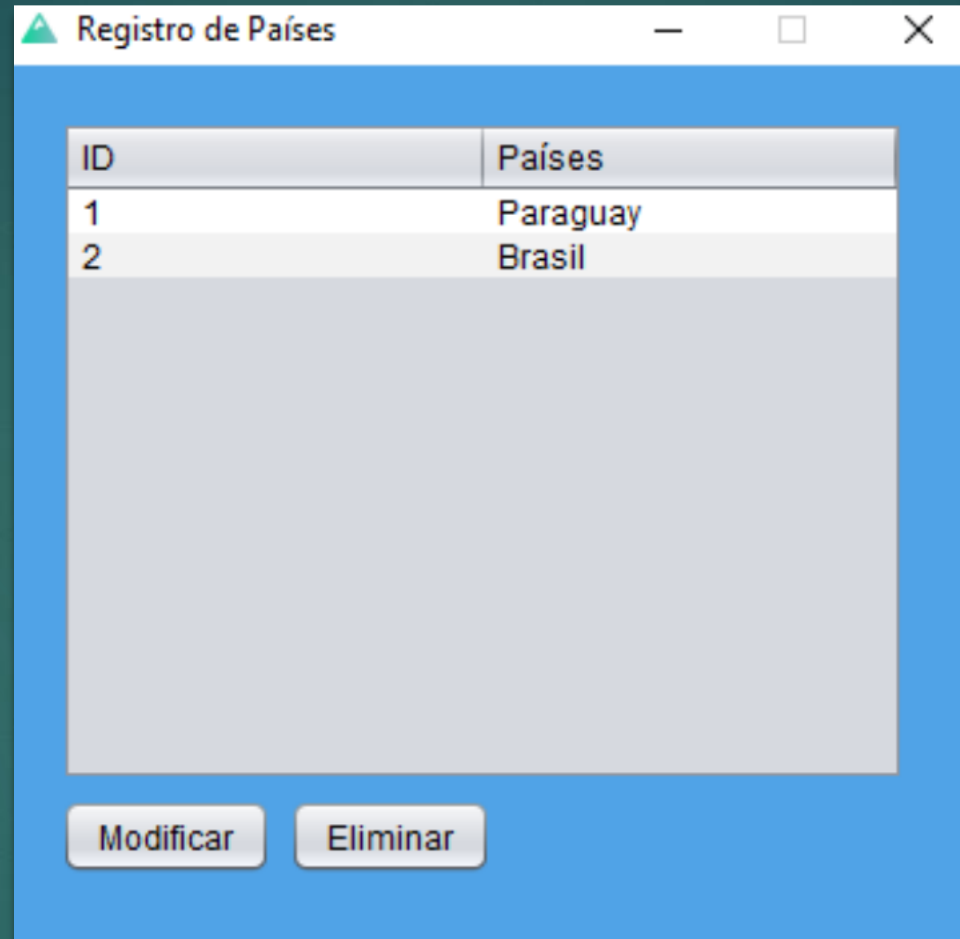 Registro de Países
ID Países
1 Paraguay
2 Brasil
Modificar Eliminar